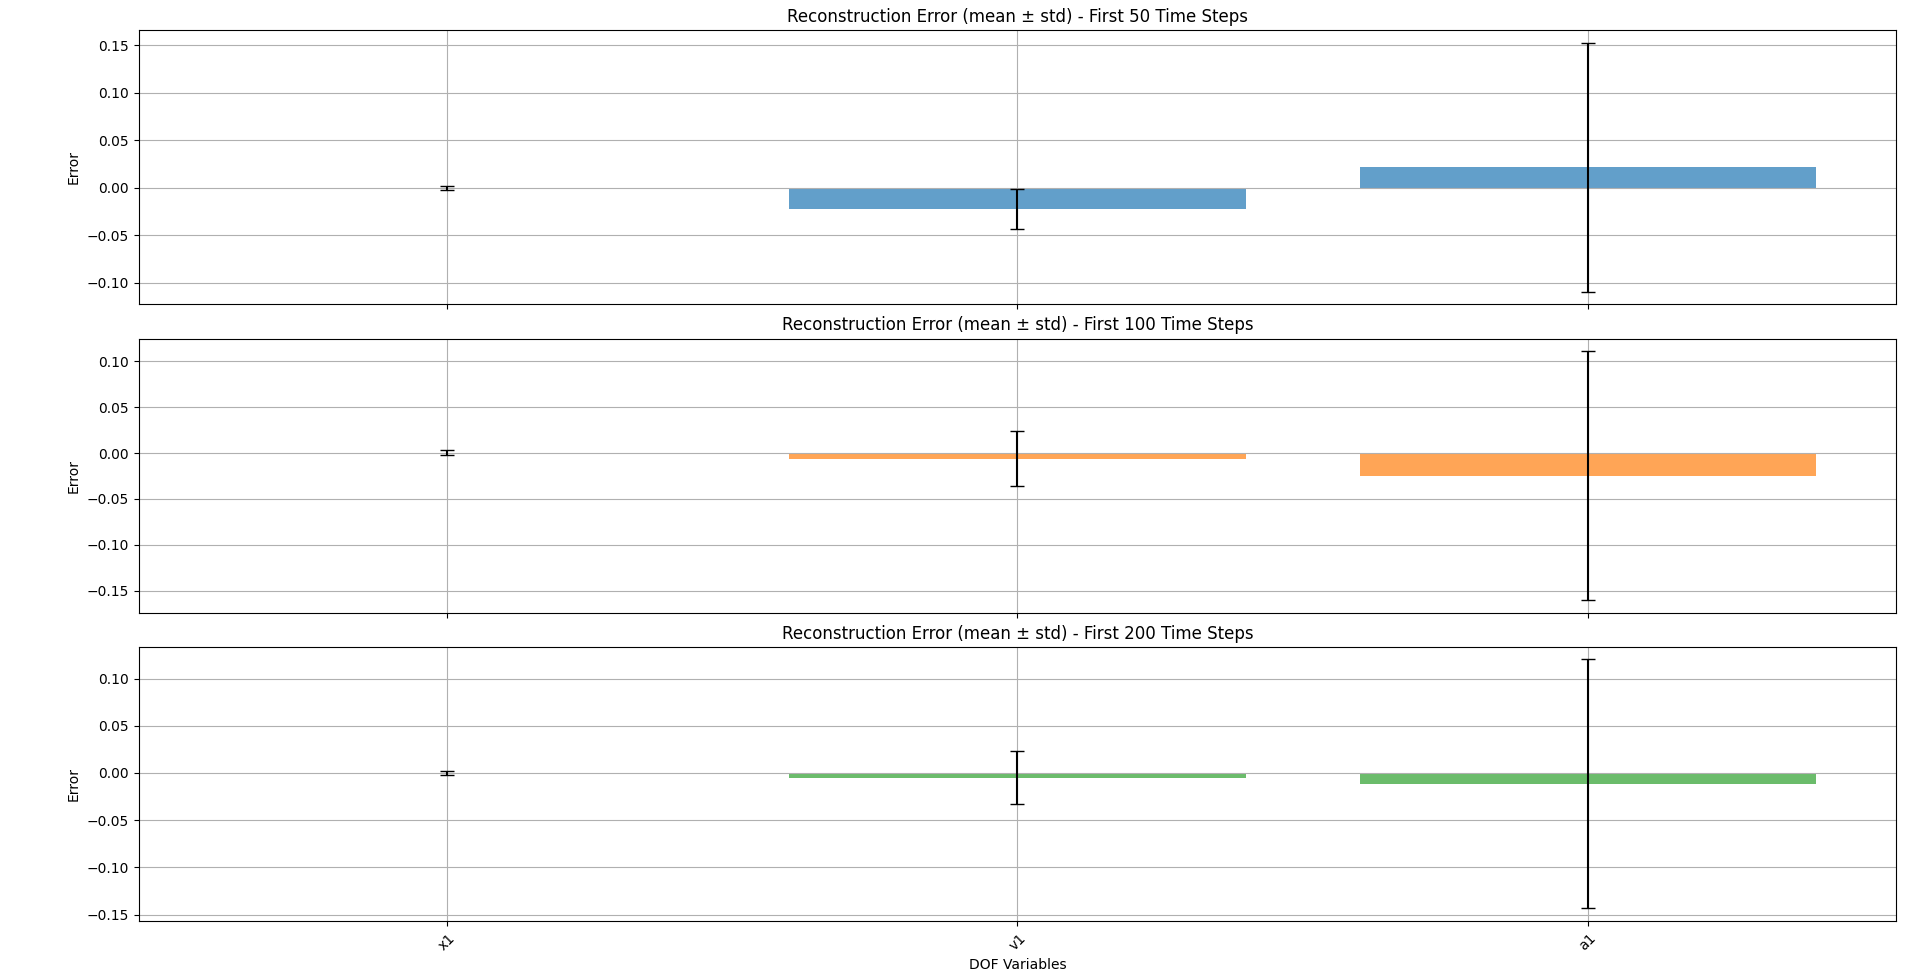 Reconstruction Error (mean ± std) - First 50 Time Steps
0.15
0.10
0.05
0.00
−0.05
−0.10
Error
Reconstruction Error (mean ± std) - First 100 Time Steps
0.10
0.05
0.00
−0.05
−0.10
−0.15
Error
Reconstruction Error (mean ± std) - First 200 Time Steps
0.10
0.05
0.00
−0.05
−0.10
−0.15
Error
x1
v1
a1
DOF Variables